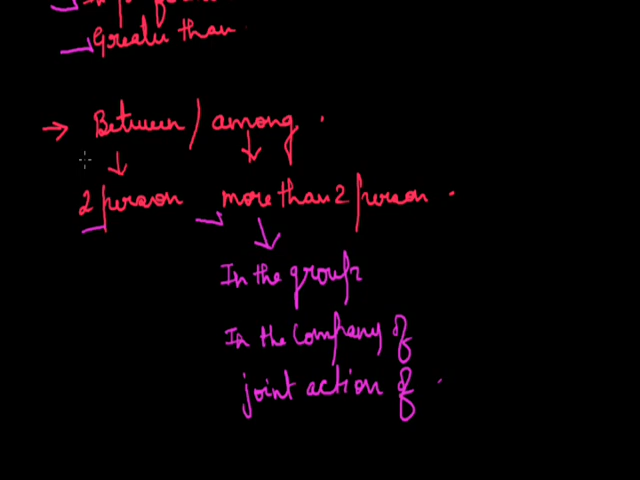 Greater than
→ Between / among .
2 person more than 2 person .
In the group
In the Company of
joint action of